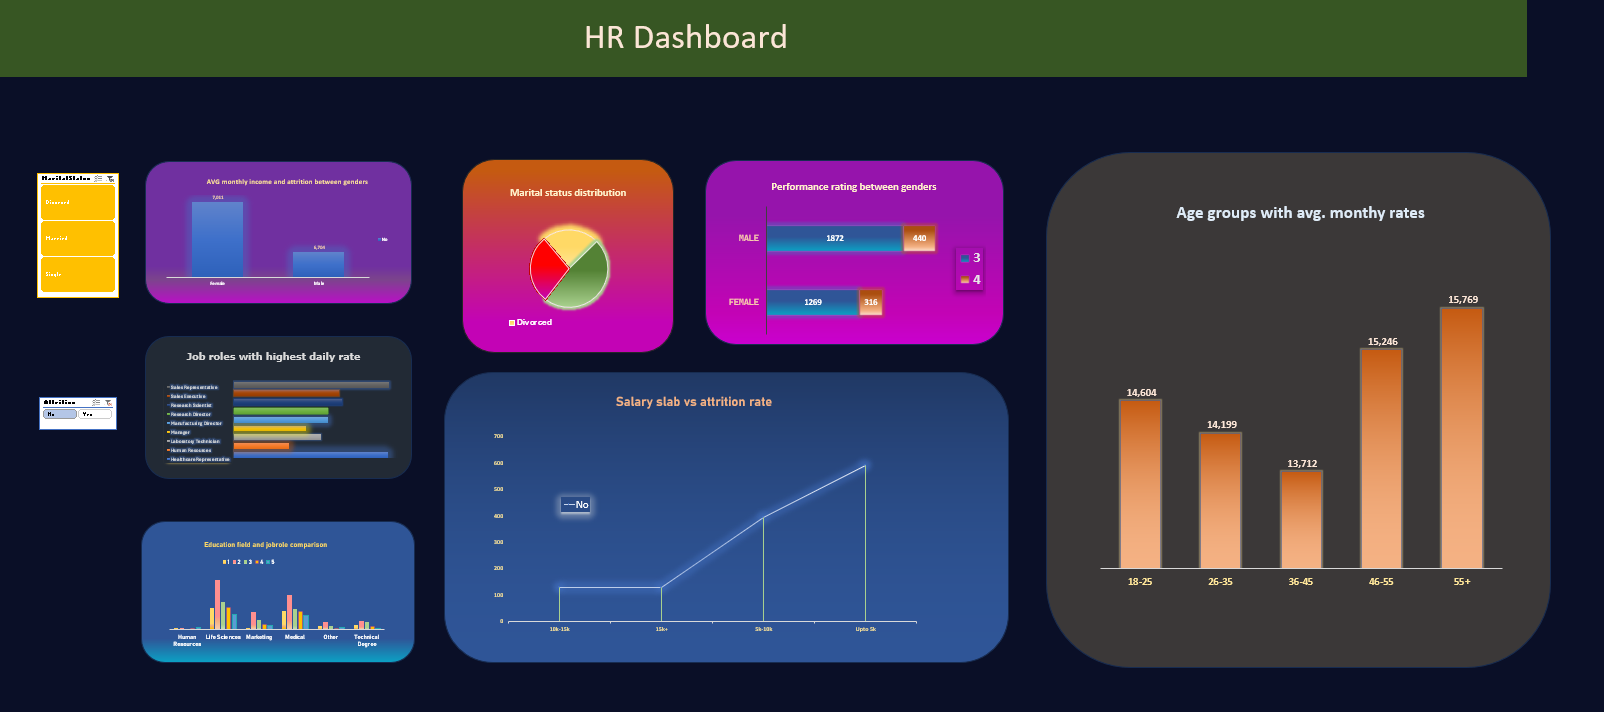 HR Dashboard
MaritalStatus
Divorced
Married
Single
AVG monthly income and attrition between genders
No
Female
Male
Marital status distribution
Divorced
Performance rating between genders
MALE
1872
440
FEMALE
1269
316
3
4
Age groups with avg. monthy rates
14,604
14,199
13,712
15,246
15,769
18-25
26-35
36-45
46-55
55+
Job roles with highest daily rate
Sales Representative
Sales Executive
Research Scientist
Research Director
Manufacturing Director
Manager
Laboratory Technician
Human Resources
Healthcare Representative
Attrition
No
Yes
Salary slab vs attrition rate
700
600
500
400
300
200
100
0
No
10k-15k
15k+
5k-10k
Upto 5k
Education field and jobrole comparison
1 2 3 4 5
Human
Resources
Life Sciences
Marketing
Medical
Other
Technical
Degree